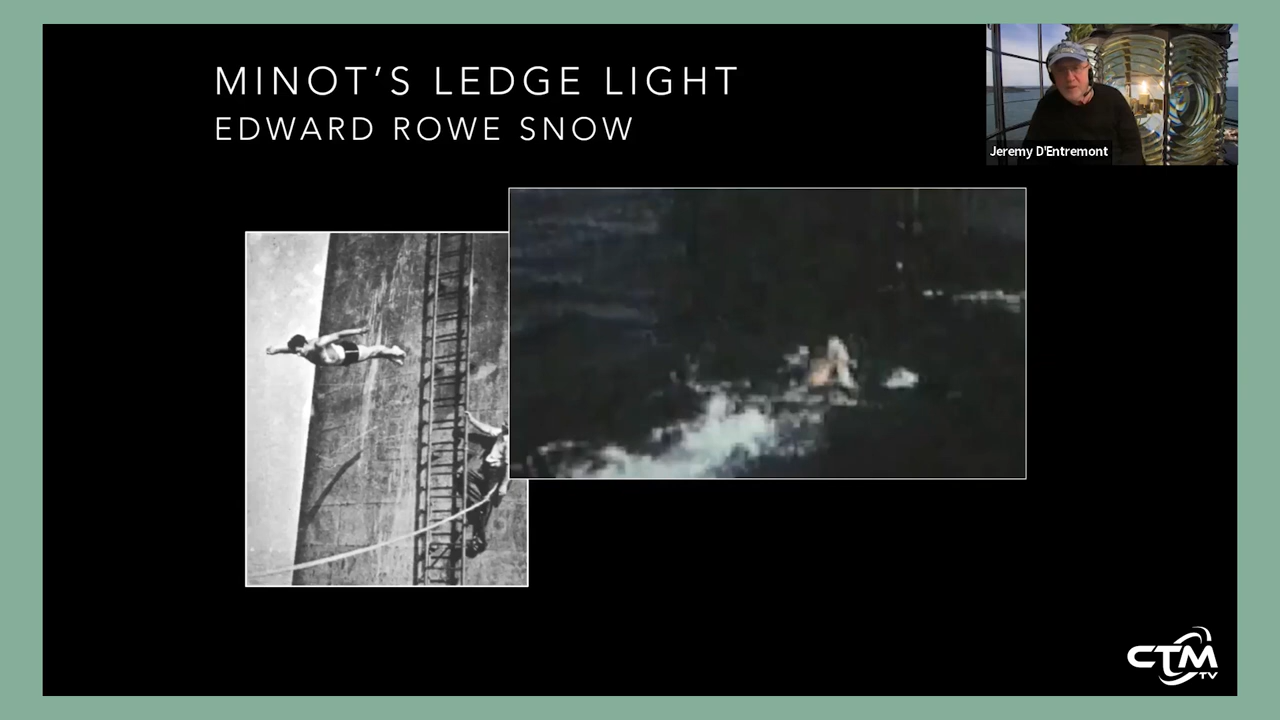 MINOT'S LEDGE LIGHT
EDWARD ROWE SNOW
Jeremy D'Entremont
CTM
TV